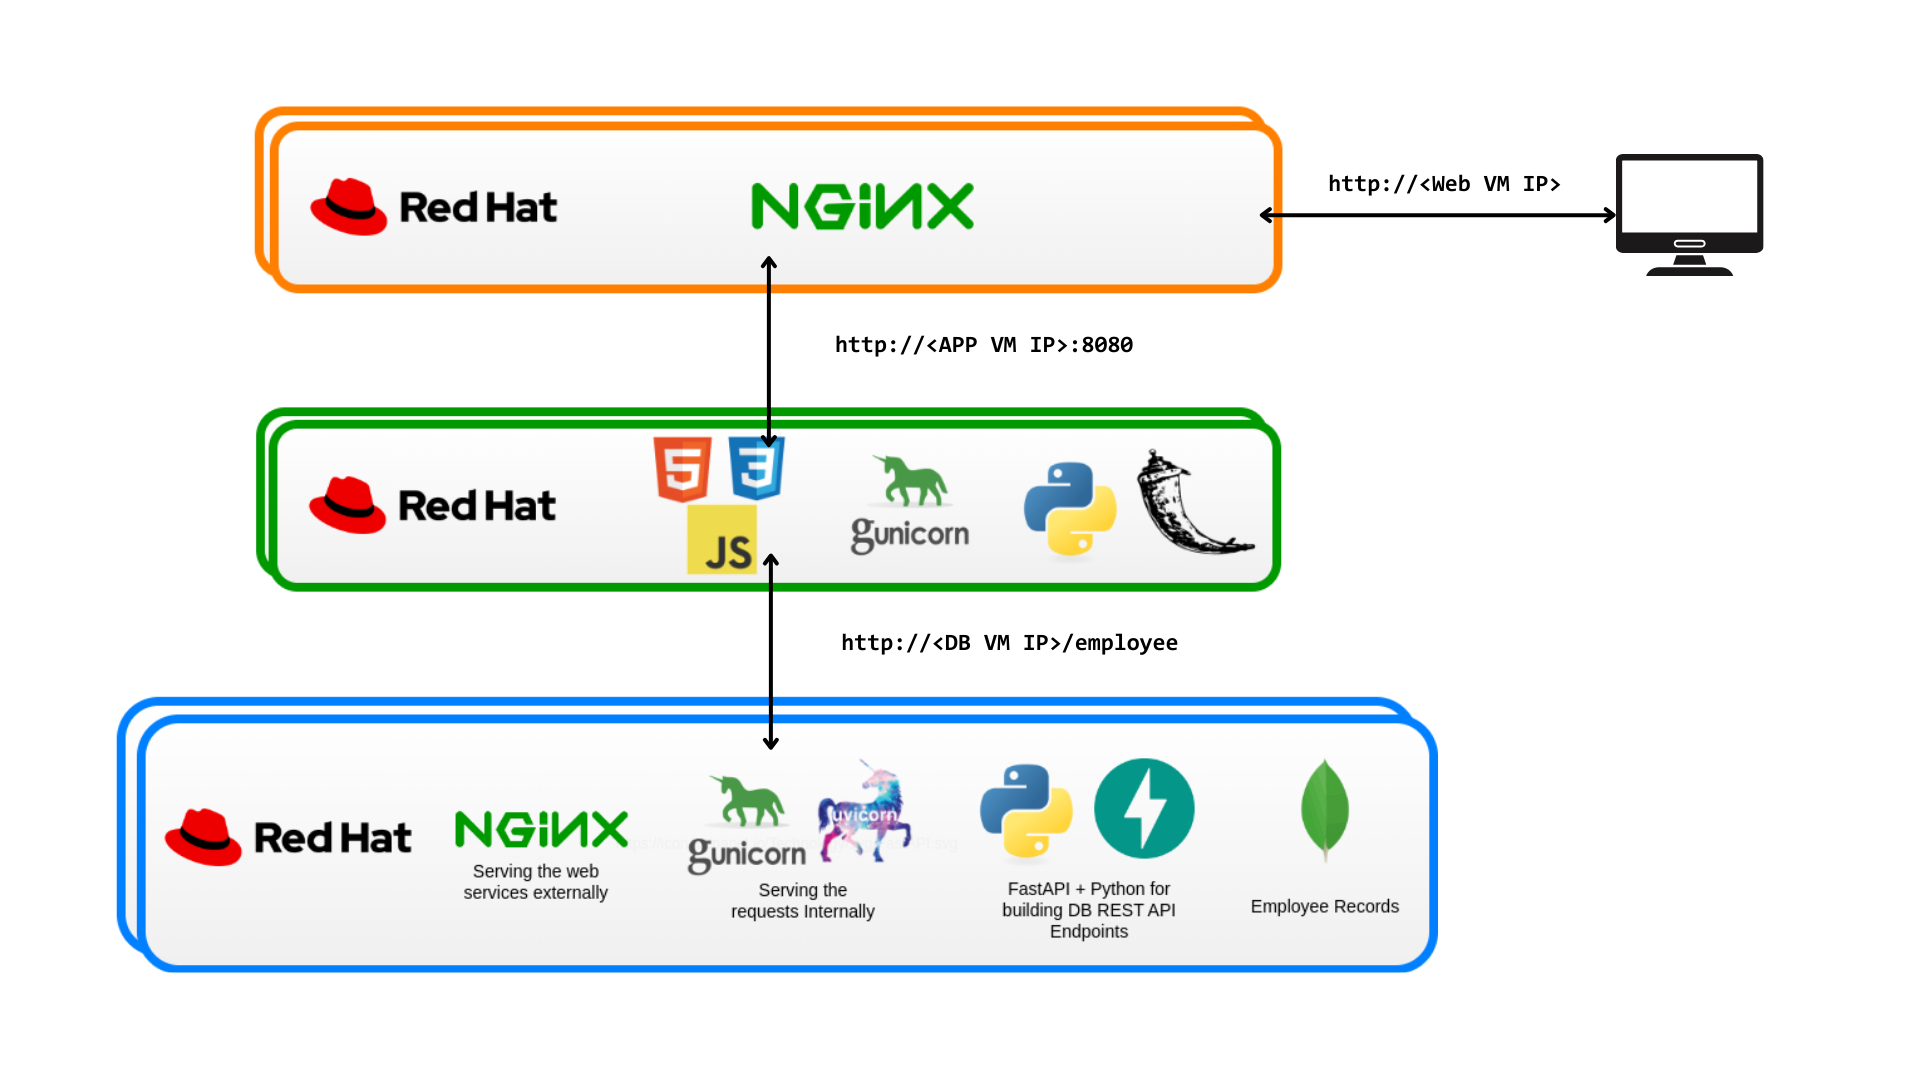 Red Hat
NGiNX
http://<Web VM IP>
http://<APP VM IP>:8080
Red Hat
5
3
JS
gunicorn
http://<DB VM IP>/employee
Red Hat
NGiNX
Serving the web
services externally
gunicorn
uvicorn
Serving the
requests Internally
FastAPI + Python for
building DB REST API
Endpoints
Employee Records